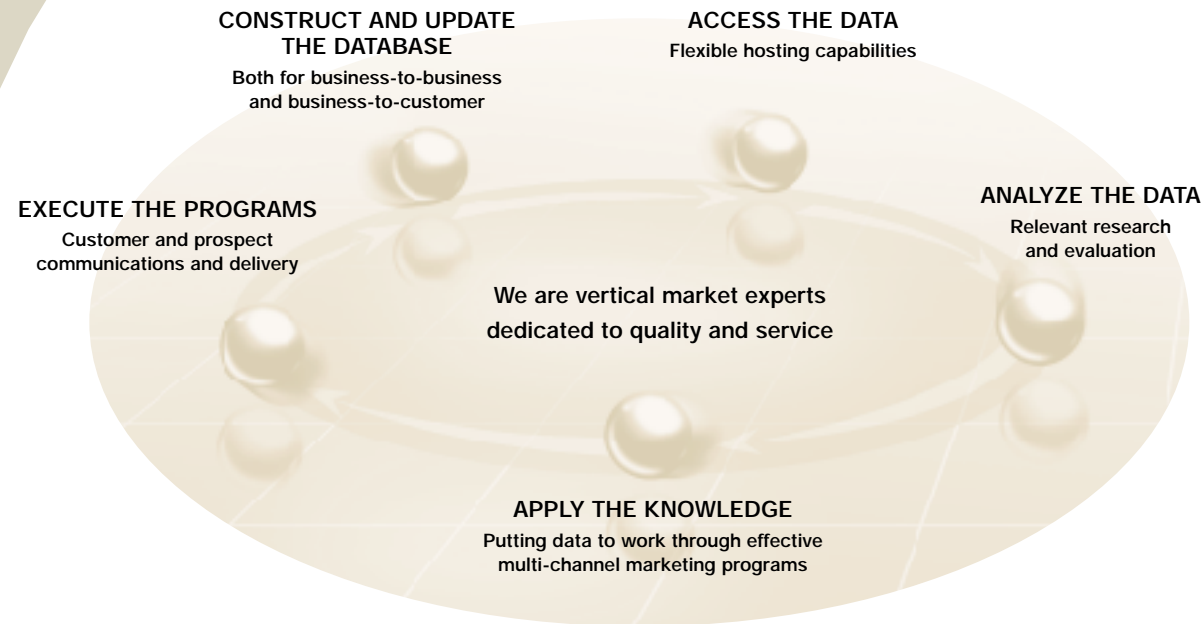 CONSTRUCT AND UPDATE
THE DATABASE
Both for business-to-business
and business-to-customer
ACCESS THE DATA
Flexible hosting capabilities
ANALYZE THE DATA
Relevant research
and evaluation
EXECUTE THE PROGRAMS
Customer and prospect
communications and delivery
We are vertical market experts
dedicated to quality and service
APPLY THE KNOWLEDGE
Putting data to work through effective
multi-channel marketing programs